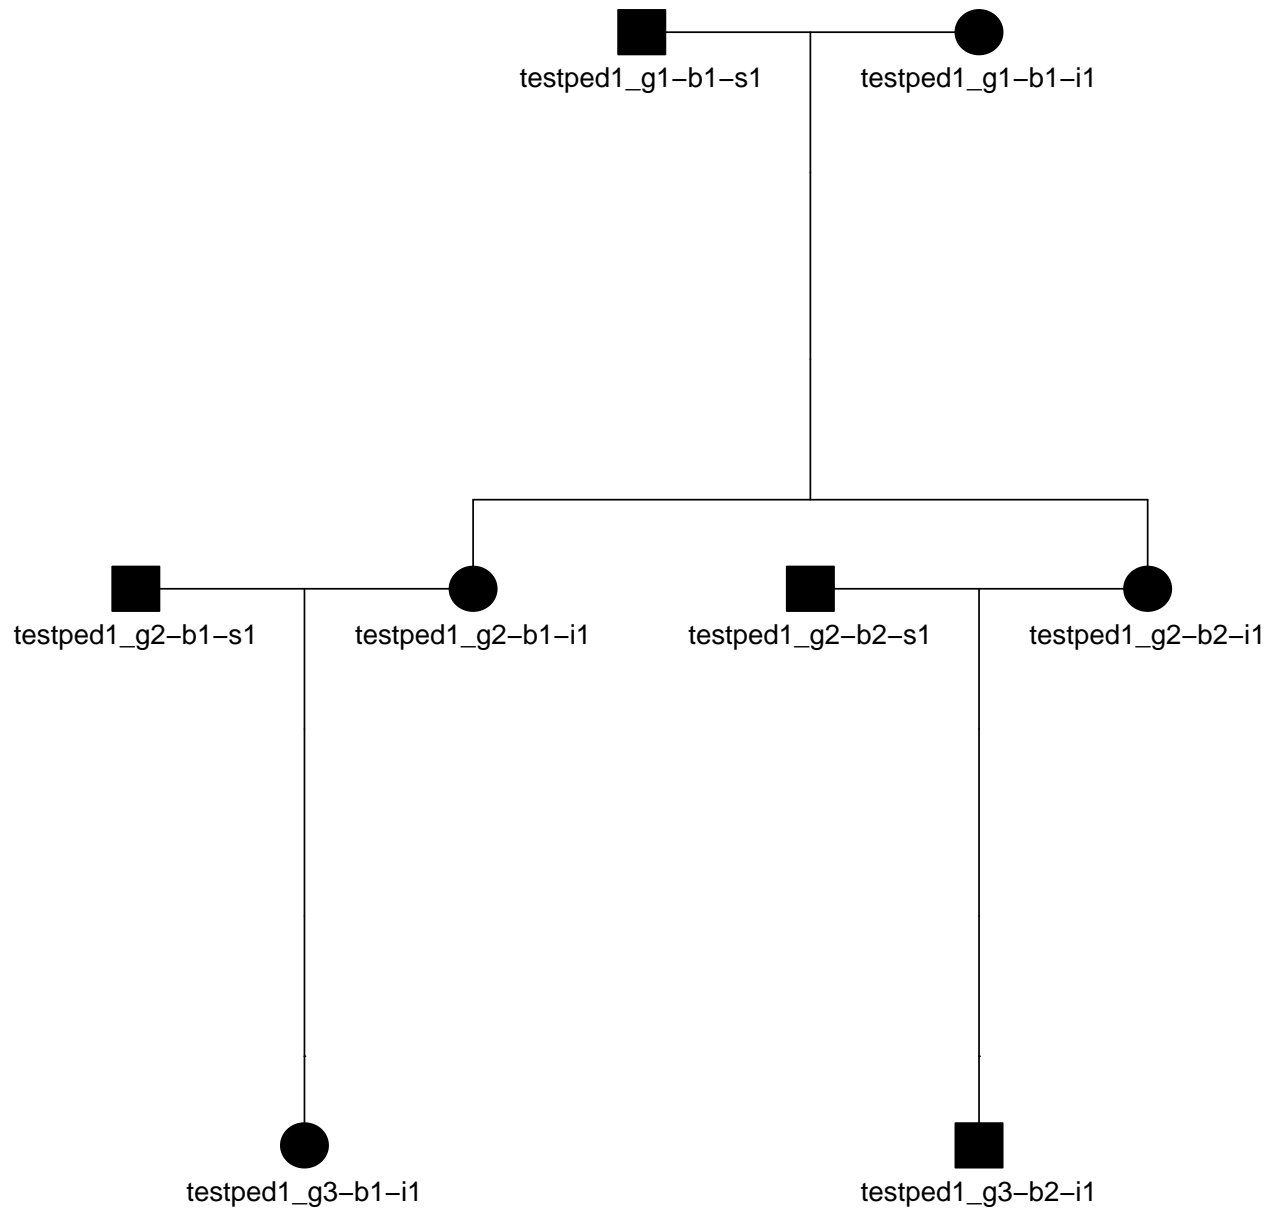 testped1_g1−b1−s1
testped1_g1−b1−i1
testped1_g2−b1−s1
testped1_g2−b1−i1
testped1_g2−b2−s1
testped1_g2−b2−i1
testped1_g3−b1−i1
testped1_g3−b2−i1